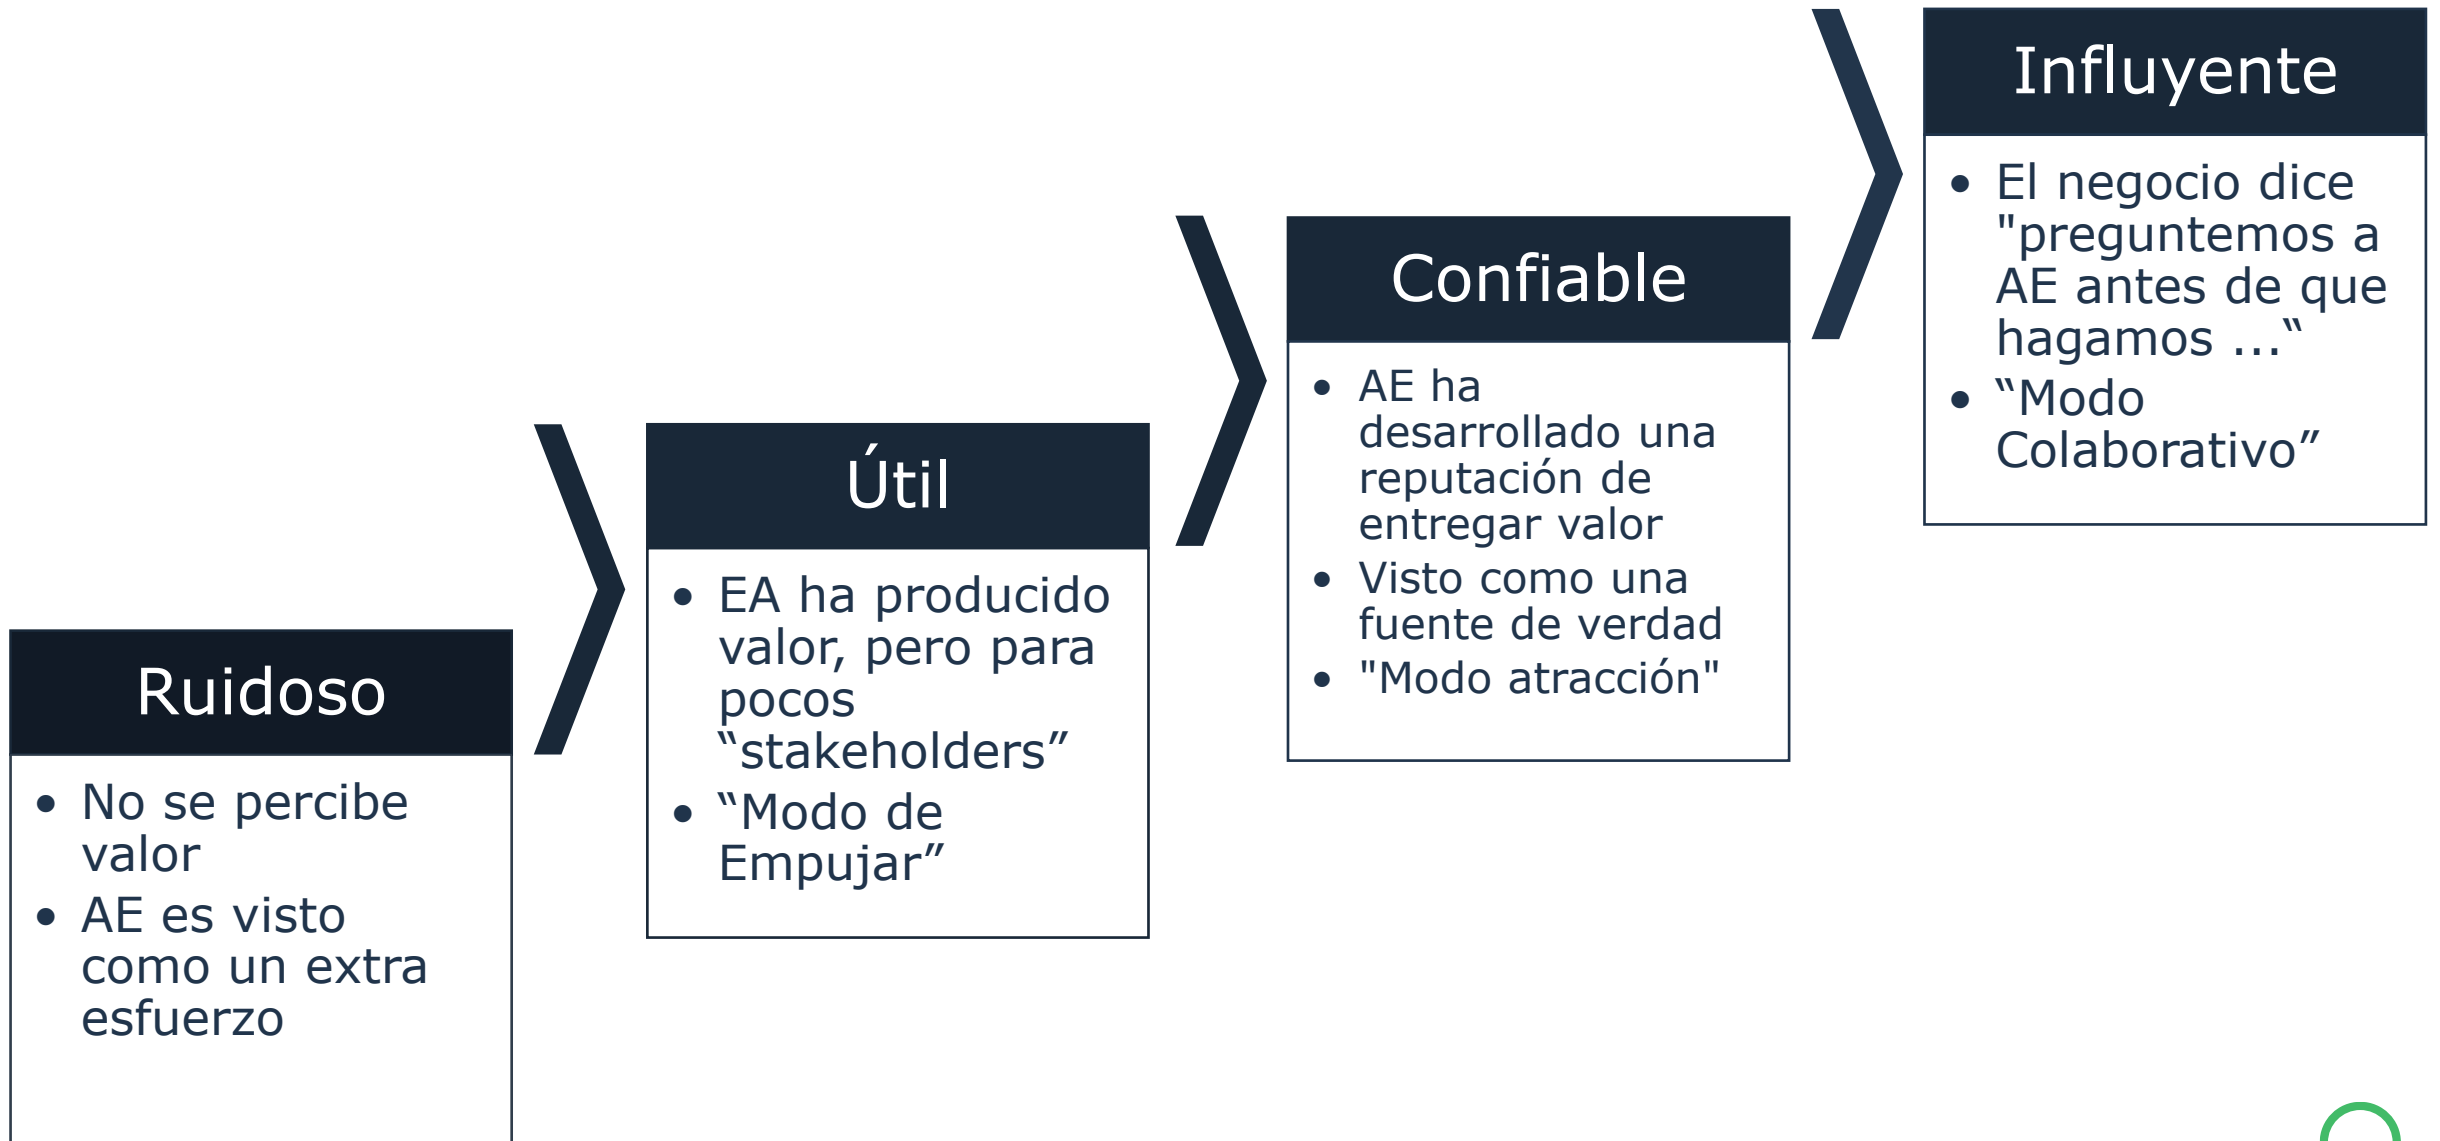 Ruidoso
• No se percibe
valor
• AE es visto
como un extra
esfuerzo
Útil
• EA ha producido
valor, pero para
pocos
“stakeholders”
• “Modo de
Empujar”
Confiable
• AE ha
desarrollado una
reputación de
entregar valor
• Visto como una
fuente de verdad
• "Modo atracción"
Influyente
• El negocio dice
"preguntemos a
AE antes de que
hagamos ...“
• “Modo
Colaborativo”